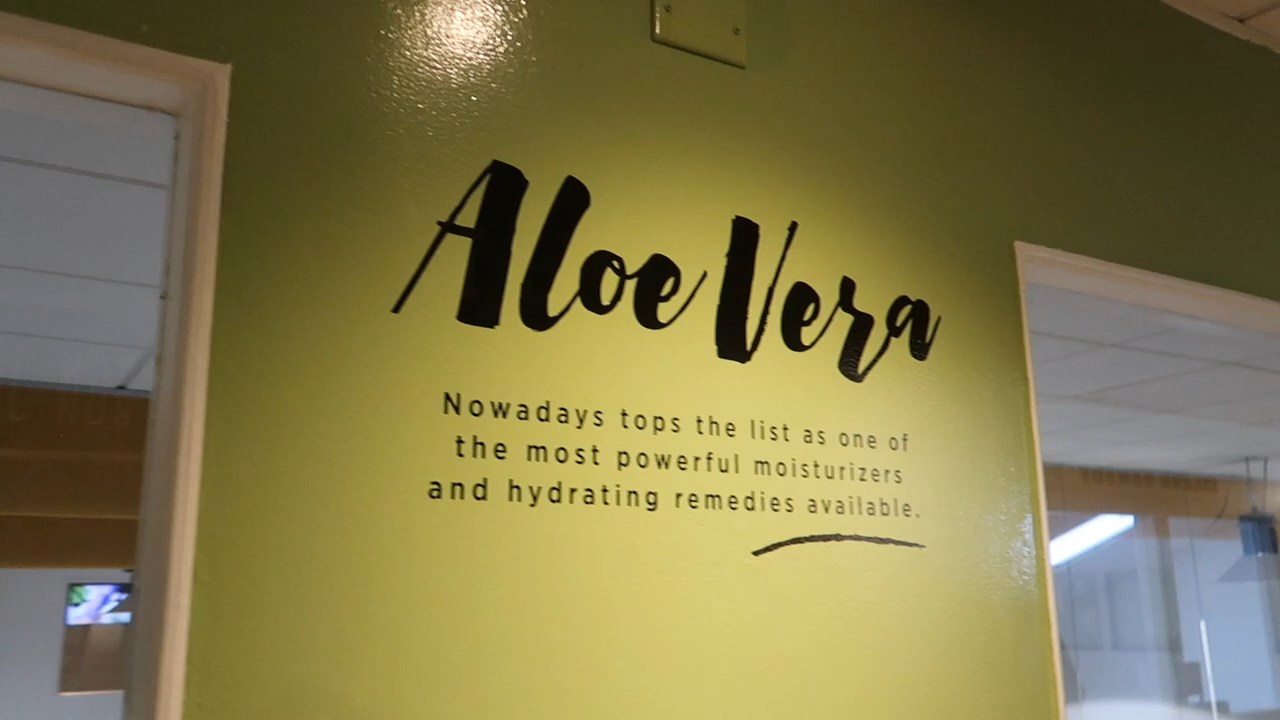 Aloe Vera
Nowadays tops the list as one of
the most powerful moisturizers
and hydrating remedies available.